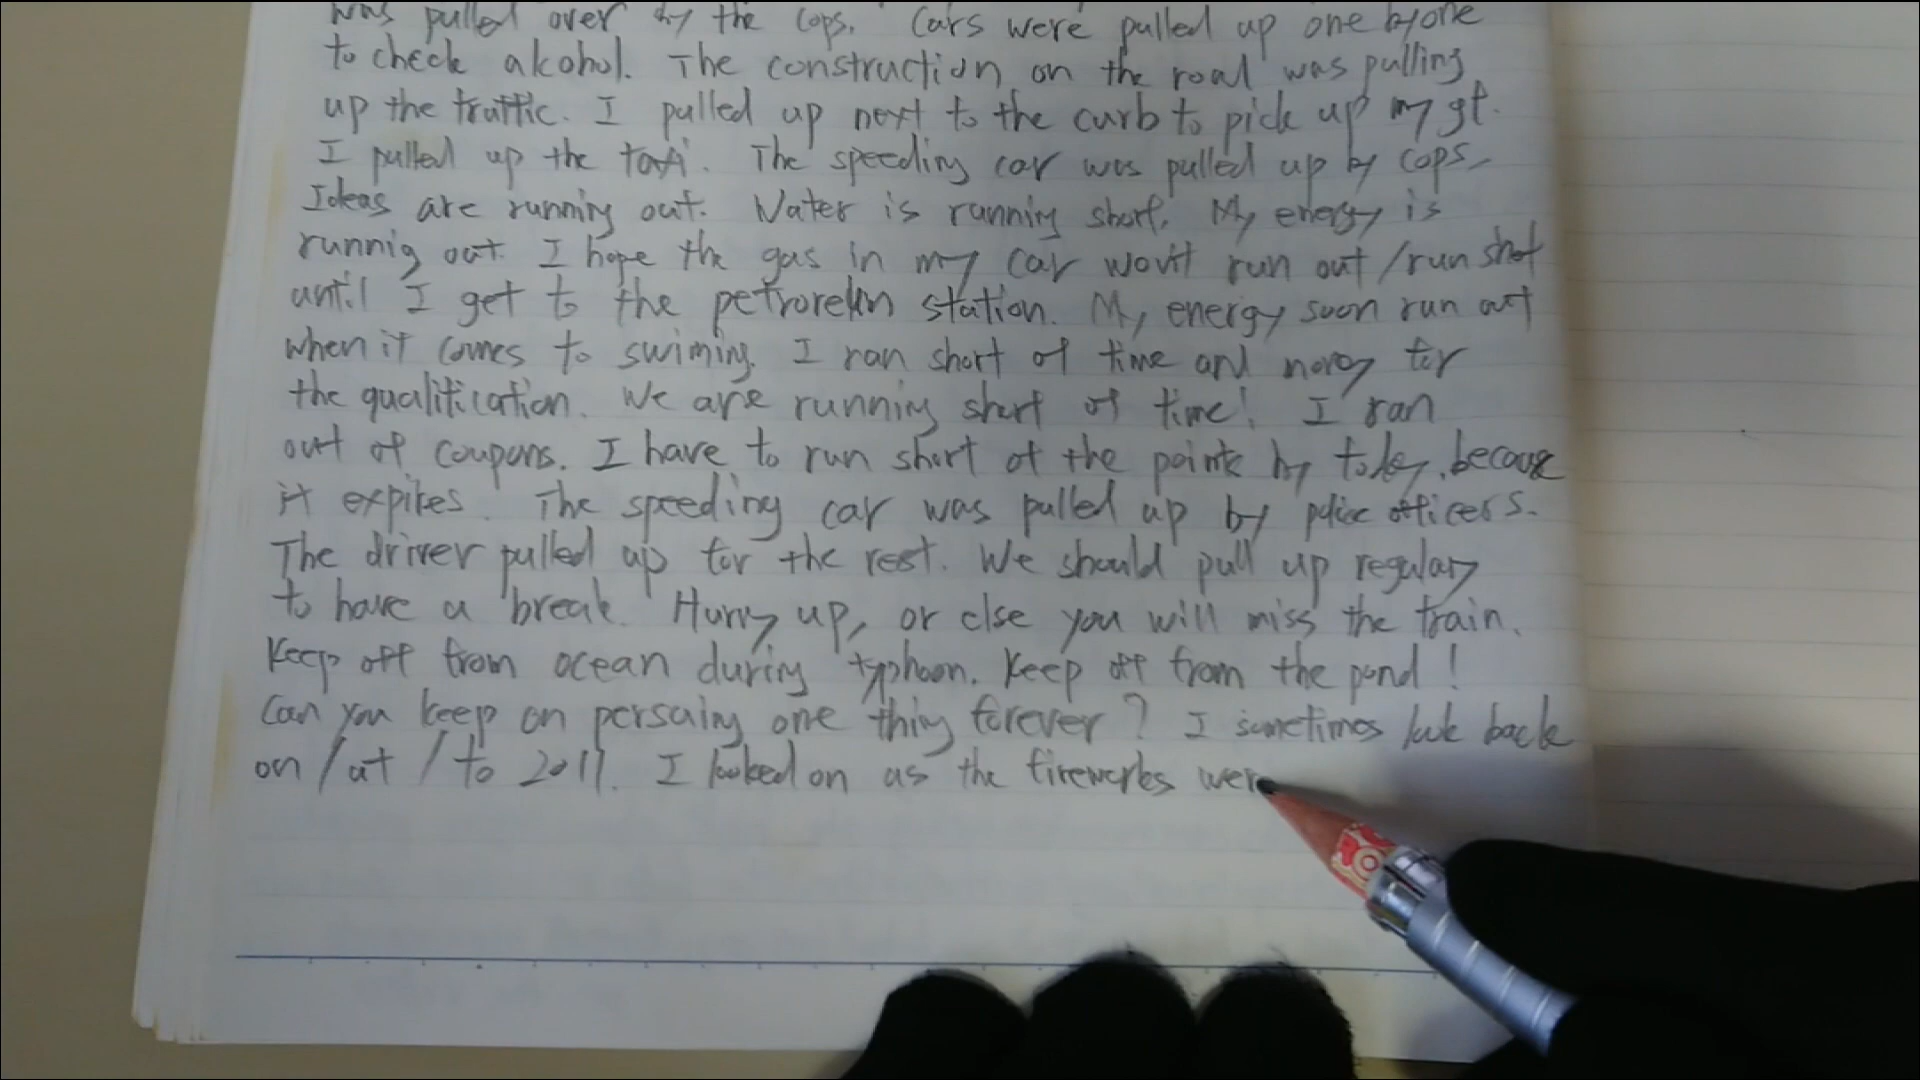 was pulled over by the cops. Cars were pulled up one by one
to check alcohol. The construction on the road was pulling
up the traffic. I pulled up next to the curb to pick up my gf.
I pulled up the taxi. The speeding car was pulled up by cops.
Ideas are running out. Water is running short. My energy is
runnig out. I hope the gas in my car won't run out / run short
until I get to the station. My energy soon run out
when it comes to swiming. I ran short of time and money for
the qualification. We are running short of time! I ran
out of coupons. I have to run short of the points by today, because
it expires. The speeding car was pulled up by police officers.
The driver pulled up for the rest. We should pull up regulary
to have a break. Hurry up, or else you will miss the train.
Keep off from ocean during typhoon. Keep off from the pond!
Can you keep on persuing one thing forever? I sometimes look back
on / at / to 2011. I looked on as the fireworks were